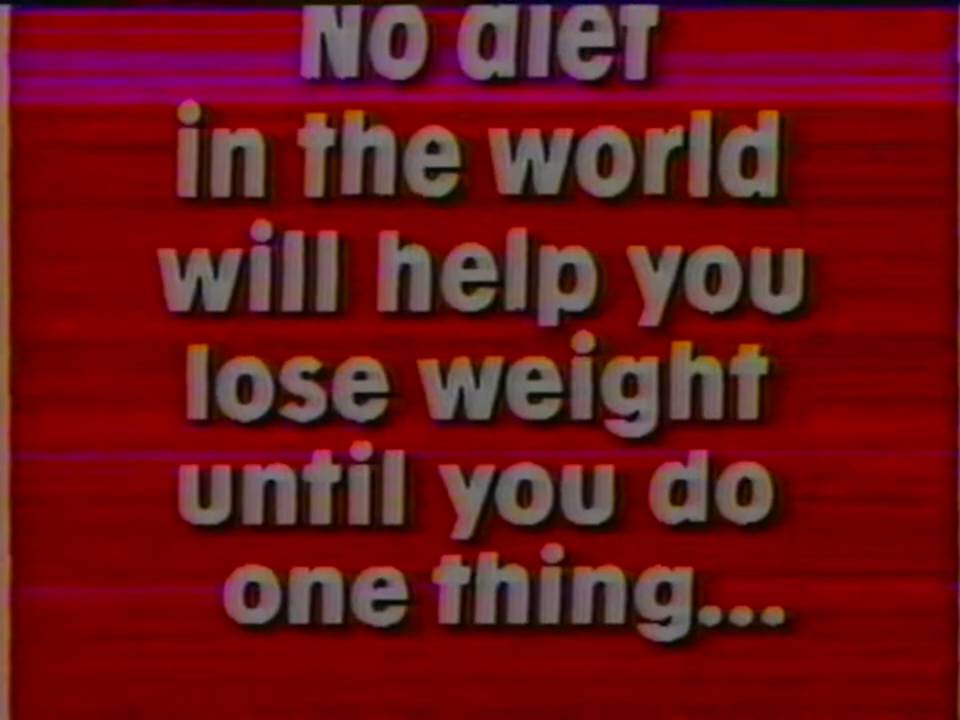 No diet
in the world
will help you
lose weight
until you do
one thing...